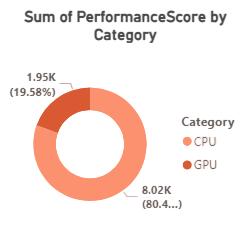 Sum of PerformanceScore by
Category
1.95K
(19.58%)
Category
CPU
GPU
8.02K
(80.4...)